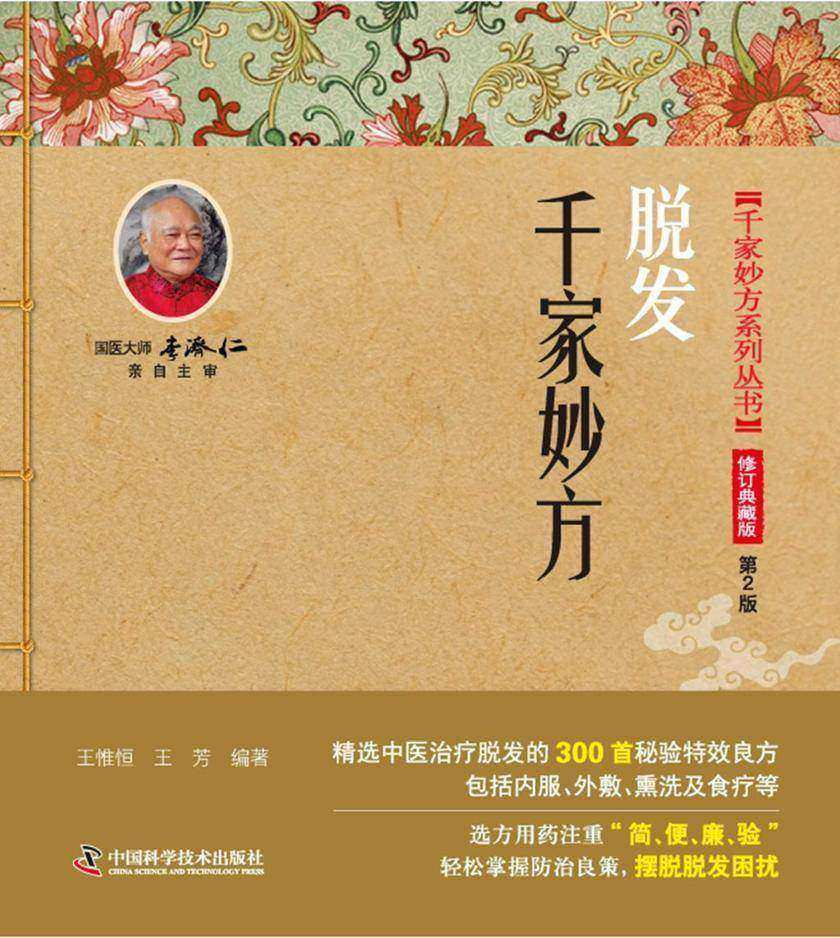 【千家妙方系列丛书】
修订典藏版
第2版
脱发
千家妙方
国医大师 李济仁
亲自主审
王惟恒 王芳 编著
精选中医治疗脱发的300首秘验特效良方
包括内服、外敷、熏洗及食疗等
选方用药注重“简、便、廉、验”
轻松掌握防治良策，摆脱脱发困扰
中国科学技术出版社
CHINA SCIENCE AND TECHNOLOGY PRESS